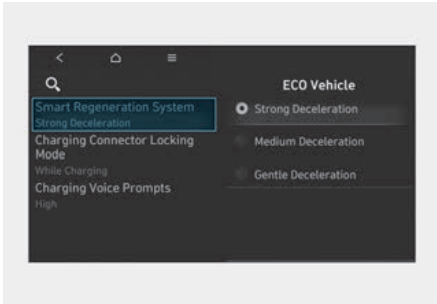 ECO Vehicle
Smart Regeneration System
Strong Deceleration
Charging Connector Locking
Mode
While Charging
Charging Voice Prompts
High
Strong Deceleration
Medium Deceleration
Gentle Deceleration